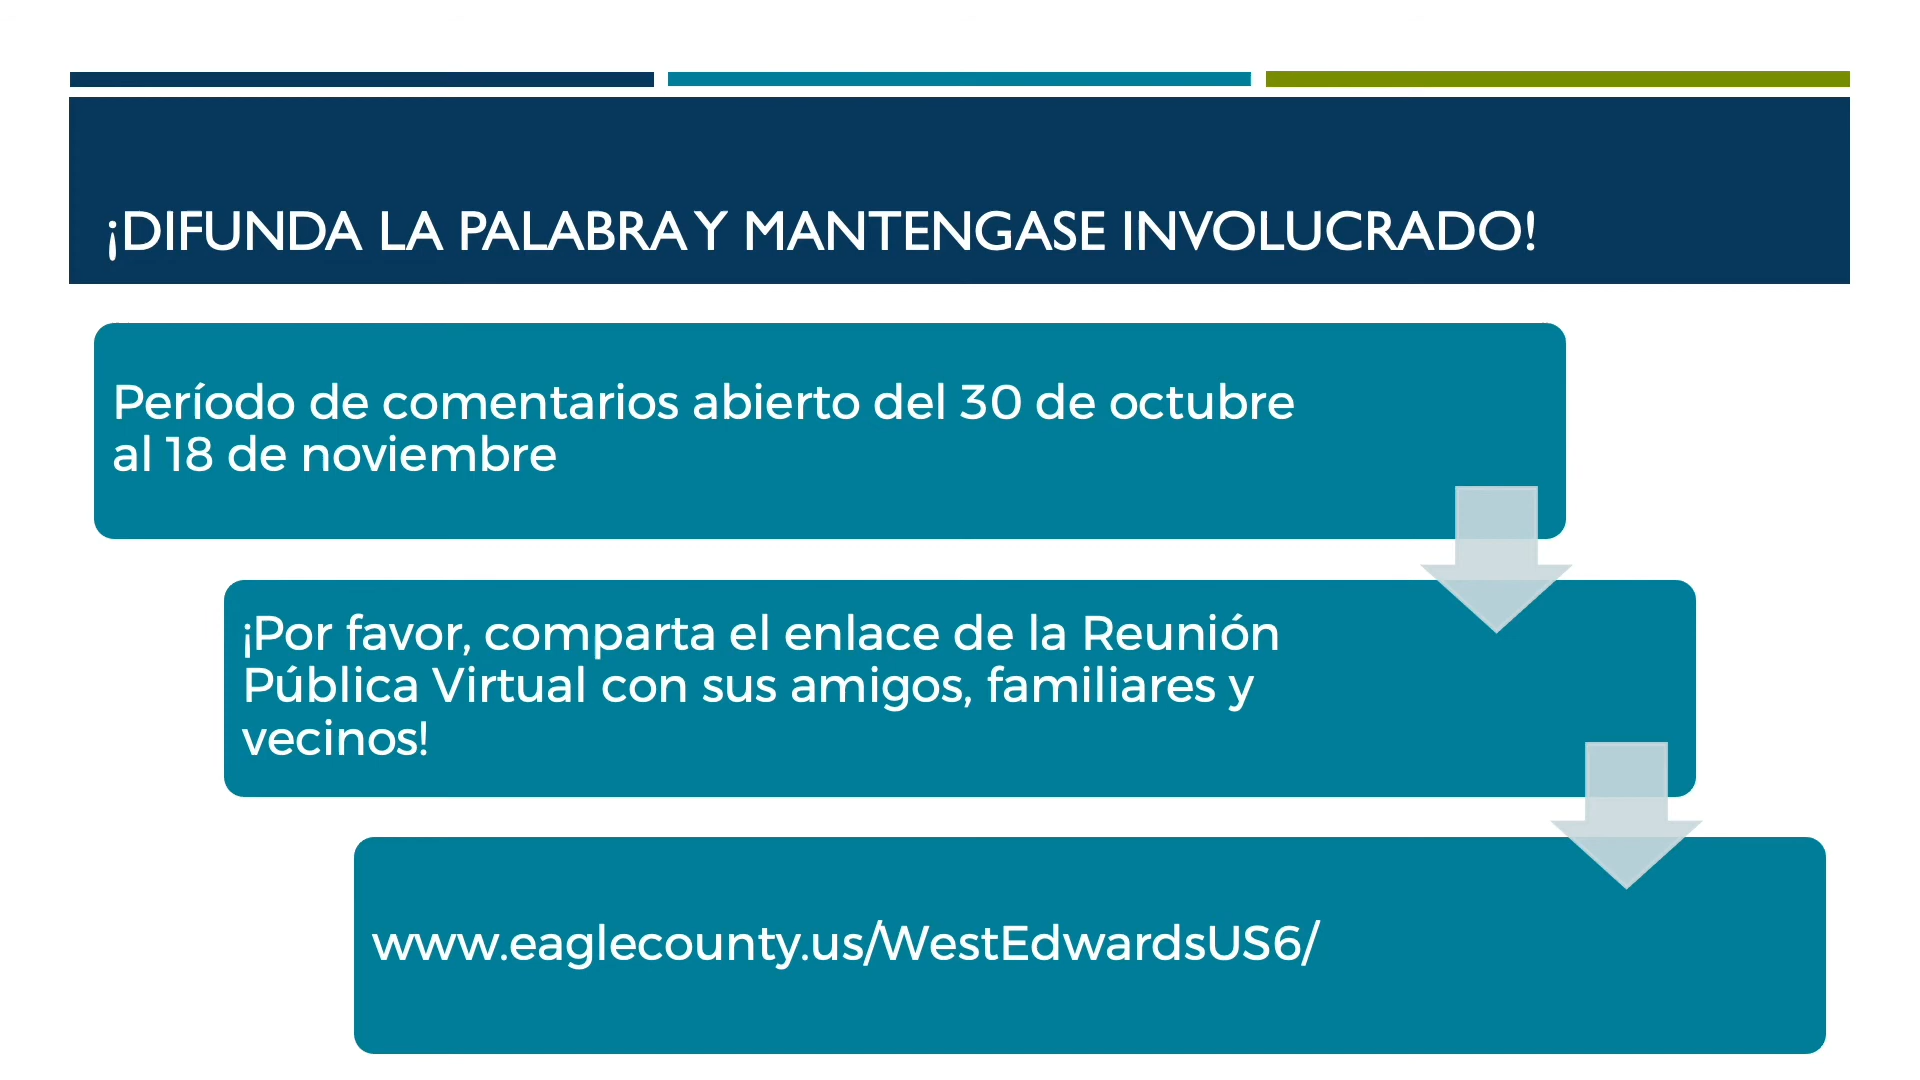 ¡DIFUNDA LA PALABRA Y MANTENGASE INVOLUCRADO!
Período de comentarios abierto del 30 de octubre
al 18 de noviembre
¡Por favor, comparta el enlace de la Reunión
Pública Virtual con sus amigos, familiares y
vecinos!
www.eaglecounty.us/WestEdwardsUS6/